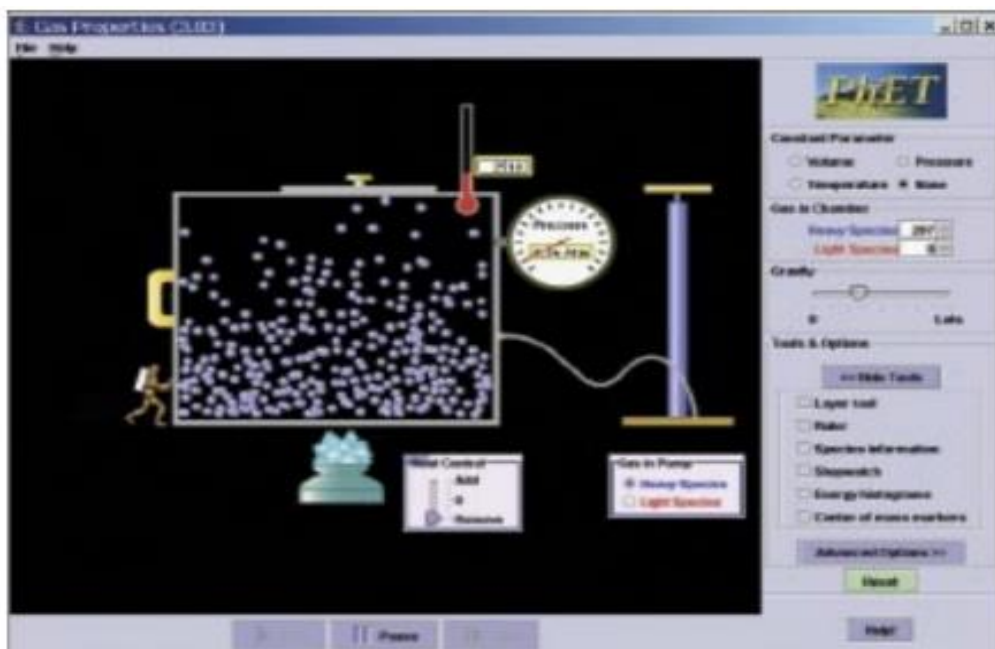 Gas Properties
File Help
PhET
Constant Parameter
Volume Pressure
Temperature None
Pressure
Gas in Chamber
Heavy Species
Light Species
Gravity
0 Lots
Tools & Options
<< Hide Tools
Layer tool
Ruler
Species information
Stopwatch
Energy histograms
Center of mass markers
Heat Control
Add
0
Remove
Gas in Pump
Heavy Species
Light Species
Advanced Options >>
Reset
Pause
Help!